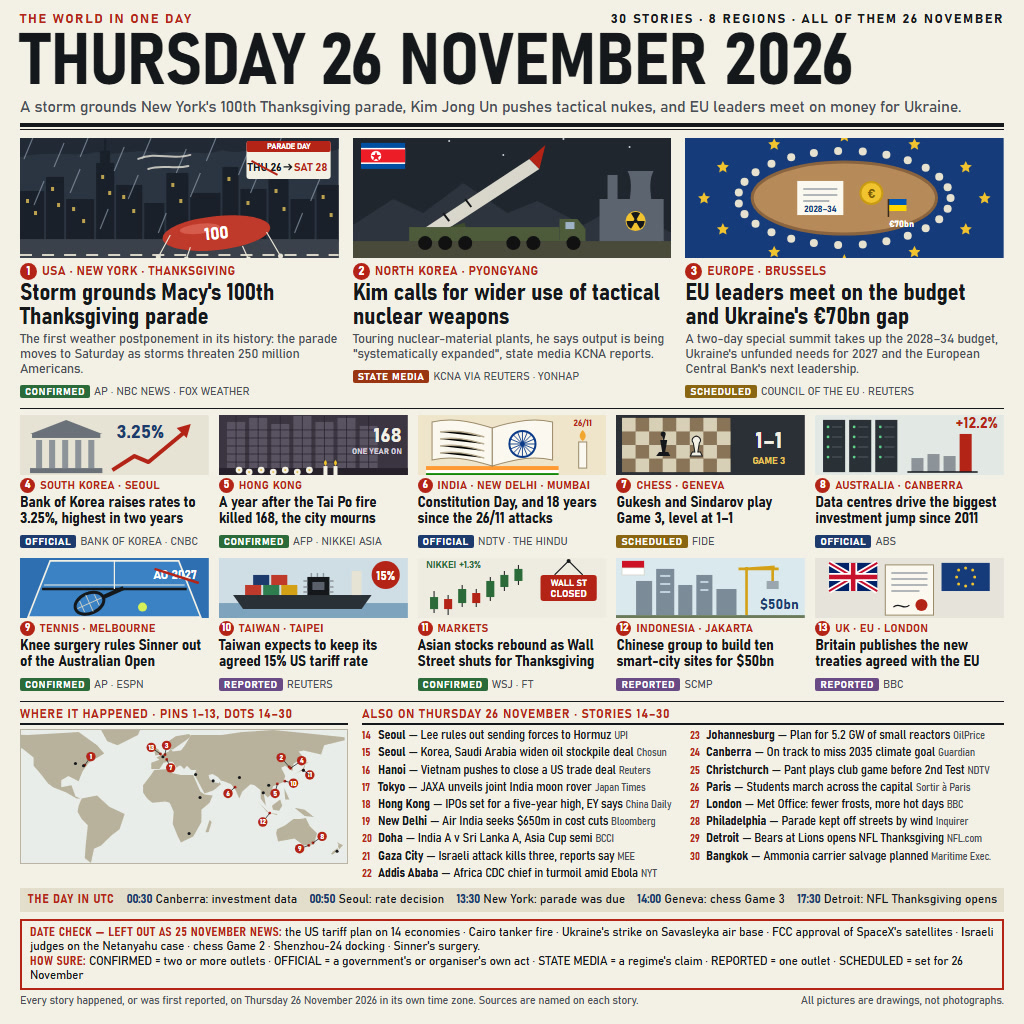 THE WORLD IN ONE DAY
30 STORIES · 8 REGIONS · ALL OF THEM 26 NOVEMBER
THURSDAY 26 NOVEMBER 2026
A storm grounds New York's 100th Thanksgiving parade, Kim Jong Un pushes tactical nukes, and EU leaders meet on money for Ukraine.
PARADE DAY
THU 26→SAT 28
100
1 USA · NEW YORK · THANKSGIVING
Storm grounds Macy's 100th
Thanksgiving parade
The first weather postponement in its history: the parade
moves to Saturday as storms threaten 250 million
Americans.
CONFIRMED AP · NBC NEWS · FOX WEATHER
2 NORTH KOREA · PYONGYANG
Kim calls for wider use of tactical
nuclear weapons
Touring nuclear-material plants, he says output is being
"systematically expanded", state media KCNA reports.
STATE MEDIA KCNA VIA REUTERS · YONHAP
2028–34
€
€70bn
3 EUROPE · BRUSSELS
EU leaders meet on the budget
and Ukraine's €70bn gap
A two-day special summit takes up the 2028–34 budget,
Ukraine's unfunded needs for 2027 and the European
Central Bank's next leadership.
SCHEDULED COUNCIL OF THE EU · REUTERS
3.25%
4 SOUTH KOREA · SEOUL
Bank of Korea raises rates to
3.25%, highest in two years
OFFICIAL BANK OF KOREA · CNBC
168
ONE YEAR ON
5 HONG KONG
A year after the Tai Po fire
killed 168, the city mourns
CONFIRMED AFP · NIKKEI ASIA
26/11
6 INDIA · NEW DELHI · MUMBAI
Constitution Day, and 18 years
since the 26/11 attacks
OFFICIAL NDTV · THE HINDU
1–1
GAME 3
7 CHESS · GENEVA
Gukesh and Sindarov play
Game 3, level at 1–1
SCHEDULED FIDE
+12.2%
8 AUSTRALIA · CANBERRA
Data centres drive the biggest
investment jump since 2011
OFFICIAL ABS
AO 2027
9 TENNIS · MELBOURNE
Knee surgery rules Sinner out
of the Australian Open
CONFIRMED AP · ESPN
15%
10 TAIWAN · TAIPEI
Taiwan expects to keep its
agreed 15% US tariff rate
REPORTED REUTERS
NIKKEI +1.3%
WALL ST
CLOSED
11 MARKETS
Asian stocks rebound as Wall
Street shuts for Thanksgiving
CONFIRMED WSJ · FT
$50bn
12 INDONESIA · JAKARTA
Chinese group to build ten
smart-city sites for $50bn
REPORTED SCMP
13 UK · EU · LONDON
Britain publishes the new
treaties agreed with the EU
REPORTED BBC
WHERE IT HAPPENED · PINS 1–13, DOTS 14–30
1
13
3
7
2
4
10
6
5
12
8
9
ALSO ON THURSDAY 26 NOVEMBER · STORIES 14–30
14 Seoul — Lee rules out sending forces to Hormuz UPI
15 Seoul — Korea, Saudi Arabia widen oil stockpile deal Chosun
16 Hanoi — Vietnam pushes to close a US trade deal Reuters
17 Tokyo — JAXA unveils joint India moon rover Japan Times
18 Hong Kong — IPOs set for a five-year high, EY says China Daily
19 New Delhi — Air India seeks $650m in cost cuts Bloomberg
20 Doha — India A v Sri Lanka A, Asia Cup semi BCCI
21 Gaza City — Israeli attack kills three, reports say MEE
22 Addis Ababa — Africa CDC chief in turmoil amid Ebola NYT
23 Johannesburg — Plan for 5.2 GW of small reactors OilPrice
24 Canberra — On track to miss 2035 climate goal Guardian
25 Christchurch — Pant plays club game before 2nd Test NDTV
26 Paris — Students march across the capital Sortir à Paris
27 London — Met Office: fewer frosts, more hot days BBC
28 Philadelphia — Parade kept off streets by wind Inquirer
29 Detroit — Bears at Lions opens NFL Thanksgiving NFL.com
30 Bangkok — Ammonia carrier salvage planned Maritime Exec.
THE DAY IN UTC 00:30 Canberra: investment data 00:50 Seoul: rate decision 13:30 New York: parade was due 14:00 Geneva: chess Game 3 17:30 Detroit: NFL Thanksgiving opens
DATE CHECK — LEFT OUT AS 25 NOVEMBER NEWS: the US tariff plan on 14 economies · Cairo tanker fire · Ukraine's strike on Savasleyka air base · FCC approval of SpaceX's satellites · Israeli
judges on the Netanyahu case · chess Game 2 · Shenzhou-24 docking · Sinner's surgery.
HOW SURE: CONFIRMED = two or more outlets · OFFICIAL = a government's or organiser's own act · STATE MEDIA = a regime's claim · REPORTED = one outlet · SCHEDULED = set for 26
November
Every story happened, or was first reported, on Thursday 26 November 2026 in its own time zone. Sources are named on each story.
All pictures are drawings, not photographs.